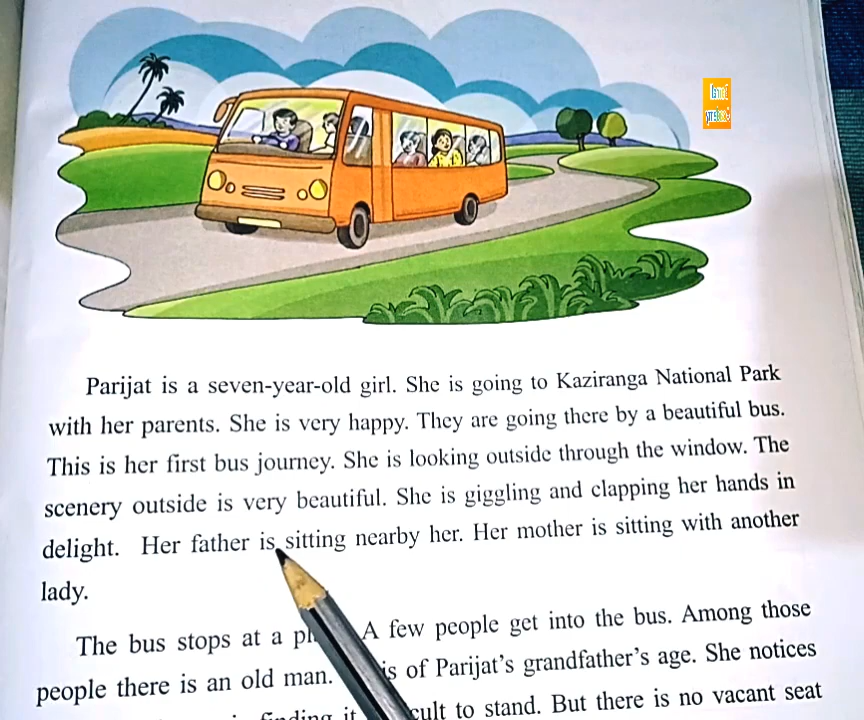 Parijat is a seven-year-old girl. She is going to Kaziranga National Park
with her parents. She is very happy. They are going there by a beautiful bus.
This is her first bus journey. She is looking outside through the window. The
scenery outside is very beautiful. She is giggling and clapping her hands in
delight. Her father is sitting nearby her. Her mother is sitting with another
lady.
The bus stops at a A few people get into the bus. Among those
people there is an old man. is of Parijat's grandfather's age. She notices
it to stand. But there is no vacant seat